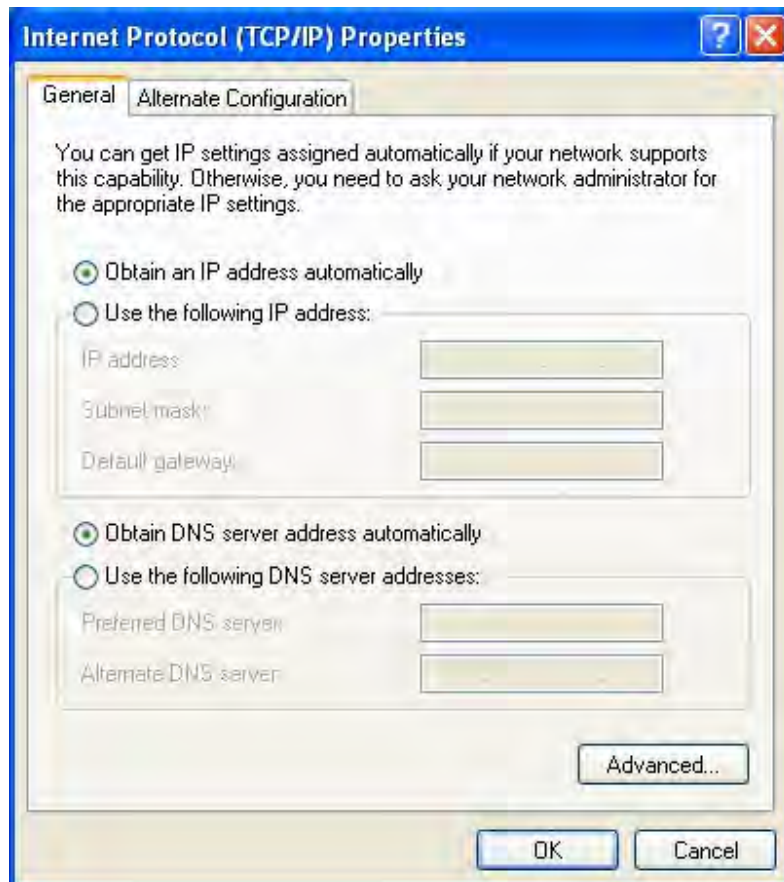 Internet Protocol (TCP/IP) Properties
General
Alternate Configuration
You can get IP settings assigned automatically if your network supports
this capability. Otherwise, you need to ask your network administrator for
the appropriate IP settings.
Obtain an IP address automatically
Use the following IP address:
IP address:
Subnet mask:
Default gateway:
Obtain DNS server address automatically
Use the following DNS server addresses:
Preferred DNS server:
Alternate DNS server:
Advanced...
OK
Cancel